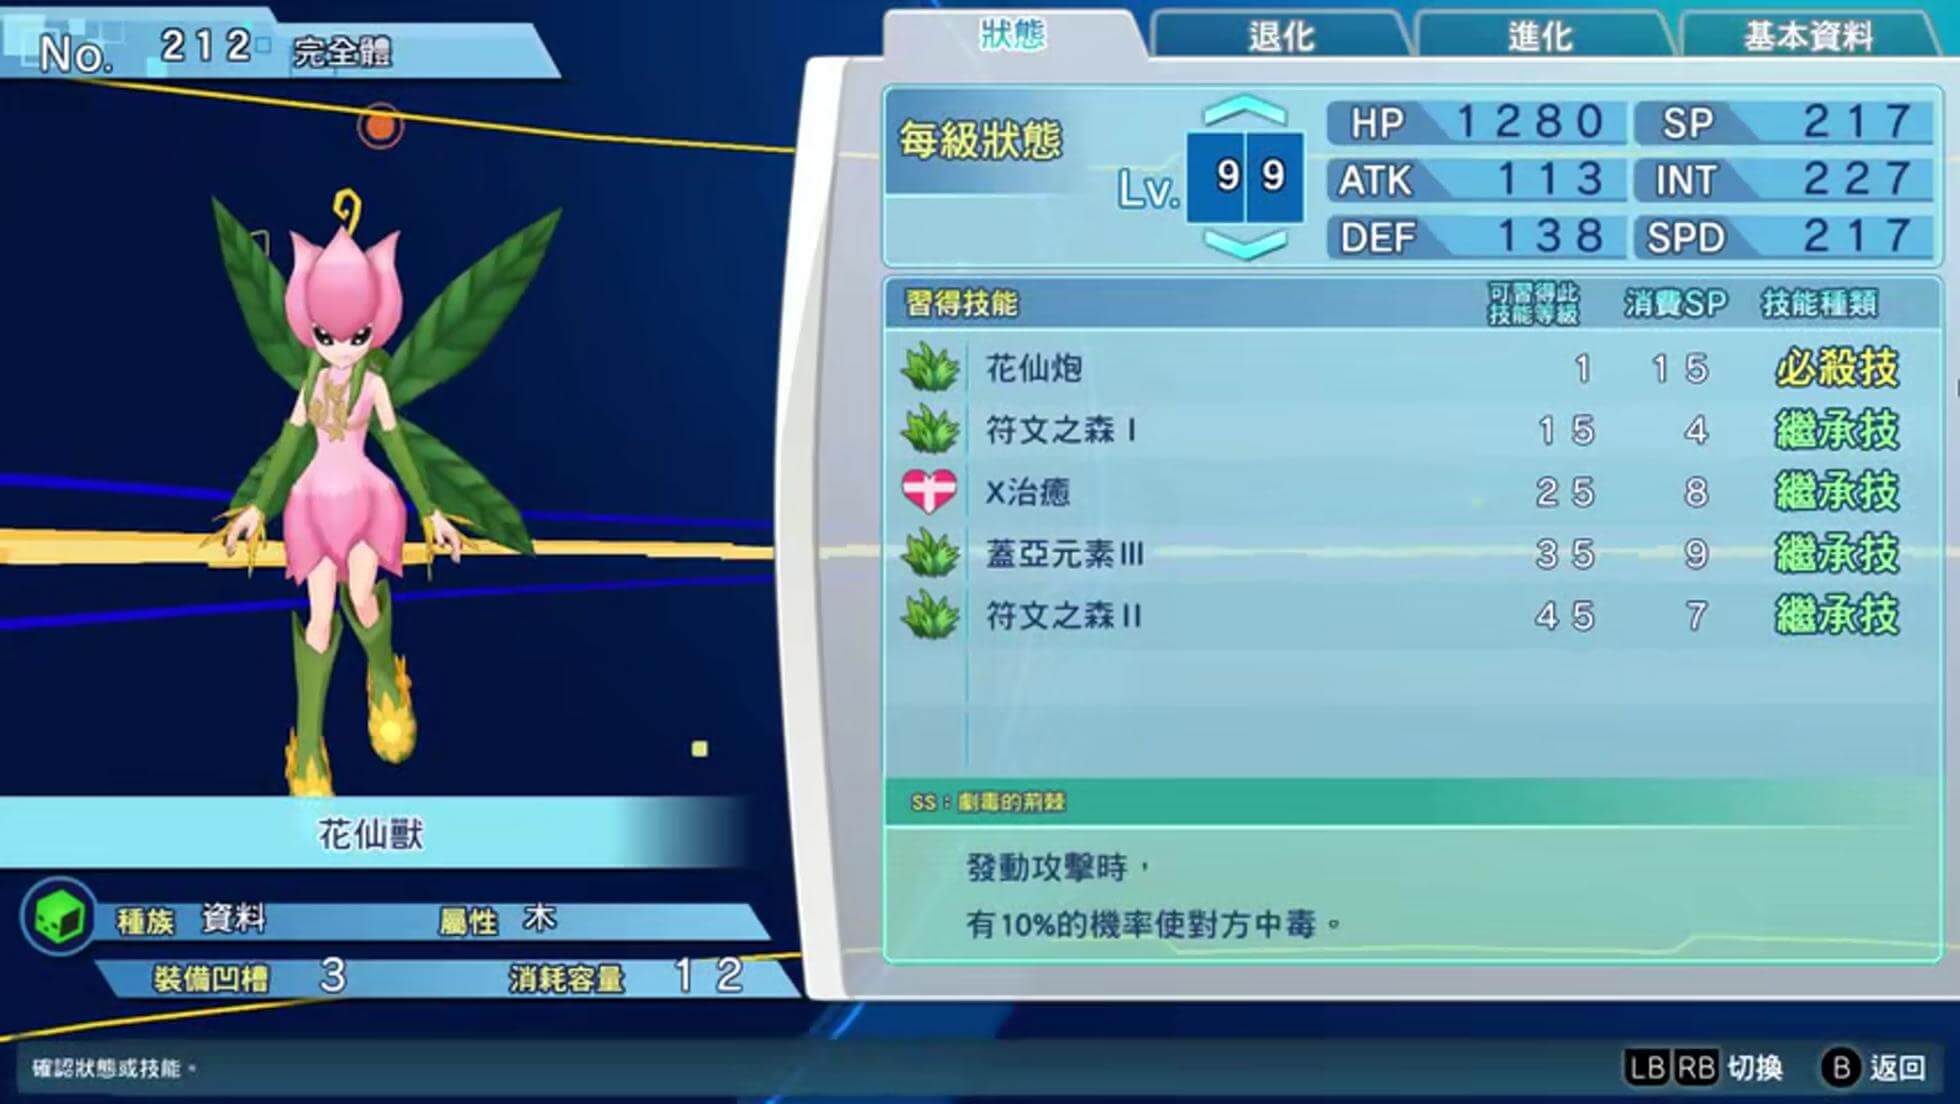 No. 212 完全體
狀態 退化 進化 基本資料
每級狀態
Lv. 99
HP 1280 SP 217
ATK 113 INT 227
DEF 138 SPD 217
習得技能 可習得此技能等級 消費SP 技能種類
花仙炮 1 15 必殺技
符文之森 I 15 4 繼承技
X治癒 25 8 繼承技
蓋亞元素III 35 9 繼承技
符文之森II 45 7 繼承技
SS：劇毒的荊棘
發動攻擊時，
有10%的機率使對方中毒。
花仙獸
種族 資料 屬性 木
裝備凹槽 3 消耗容量 12
確認狀態或技能。
LB RB 切換 B 返回